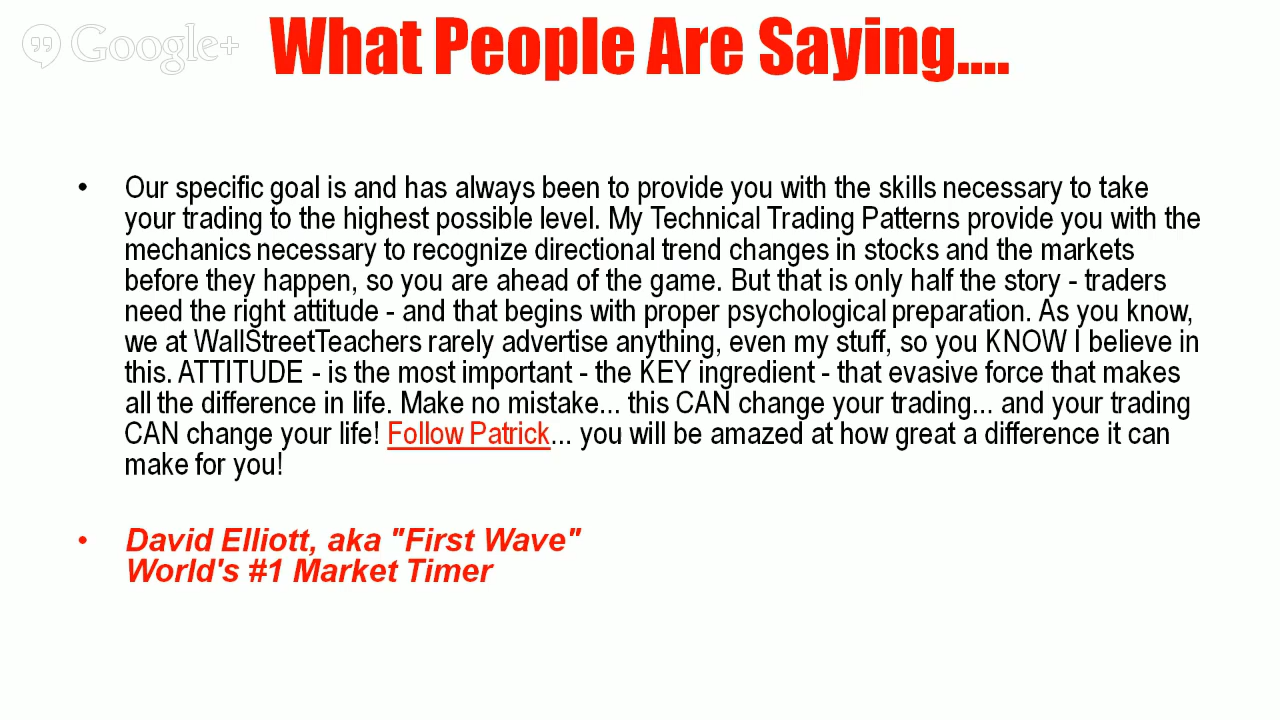 Google+
What People Are Saying....
• Our specific goal is and has always been to provide you with the skills necessary to take
your trading to the highest possible level. My Technical Trading Patterns provide you with the
mechanics necessary to recognize directional trend changes in stocks and the markets
before they happen, so you are ahead of the game. But that is only half the story - traders
need the right attitude - and that begins with proper psychological preparation. As you know,
we at WallStreetTeachers rarely advertise anything, even my stuff, so you KNOW I believe in
this. ATTITUDE - is the most important - the KEY ingredient - that evasive force that makes
all the difference in life. Make no mistake... this CAN change your trading... and your trading
CAN change your life! Follow Patrick... you will be amazed at how great a difference it can
make for you!
• David Elliott, aka "First Wave"
World's #1 Market Timer